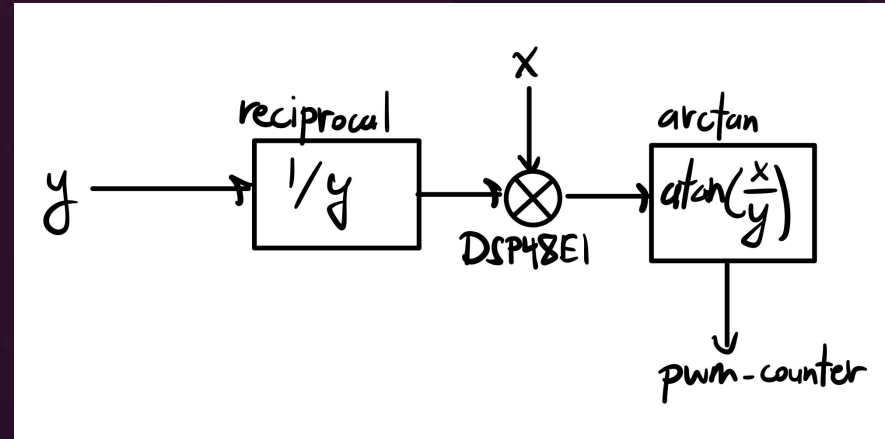 x
reciprocal
arctan
y
1/y
atan(x/y)
DSP48E1
pwm-counter